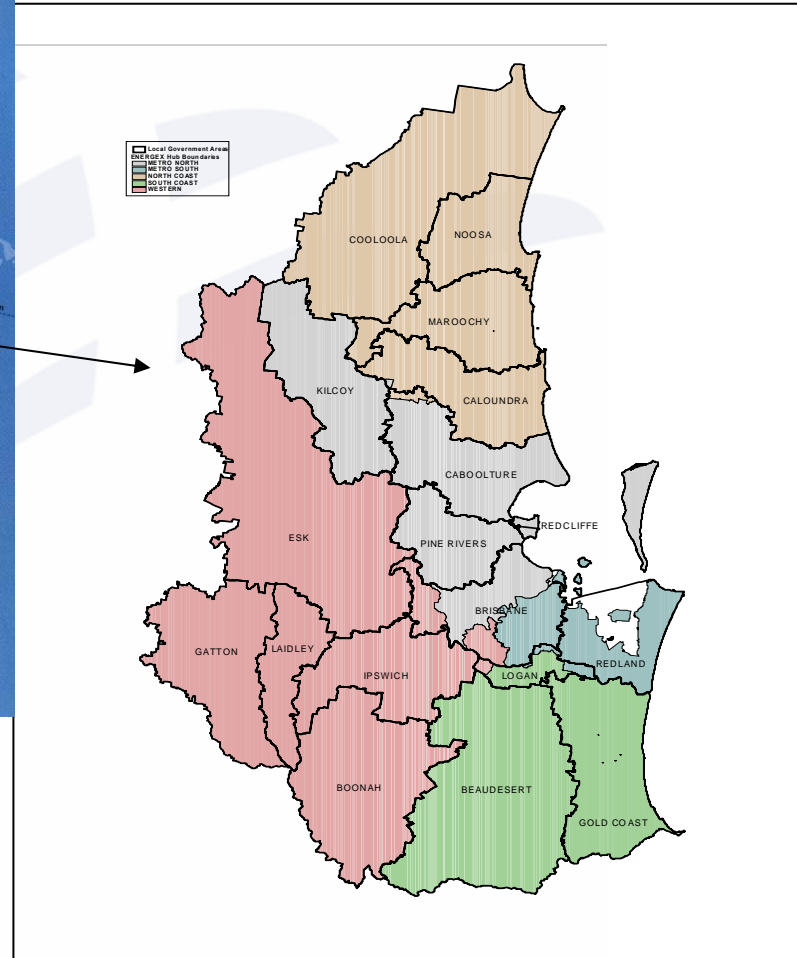 Local Government Areas
ENERGEX Hub Boundaries
METRO NORTH
METRO SOUTH
NORTH COAST
SOUTH COAST
WESTERN
COOLOOLA
NOOSA
MAROOCHY
KILCOY
CALOUNDRA
CABOOLTURE
REDCLIFFE
ESK
PINE RIVERS
BRISBANE
GATTON
LAIDLEY
REDLAND
IPSWICH
LOGAN
BOONAH
BEAUDESERT
GOLD COAST